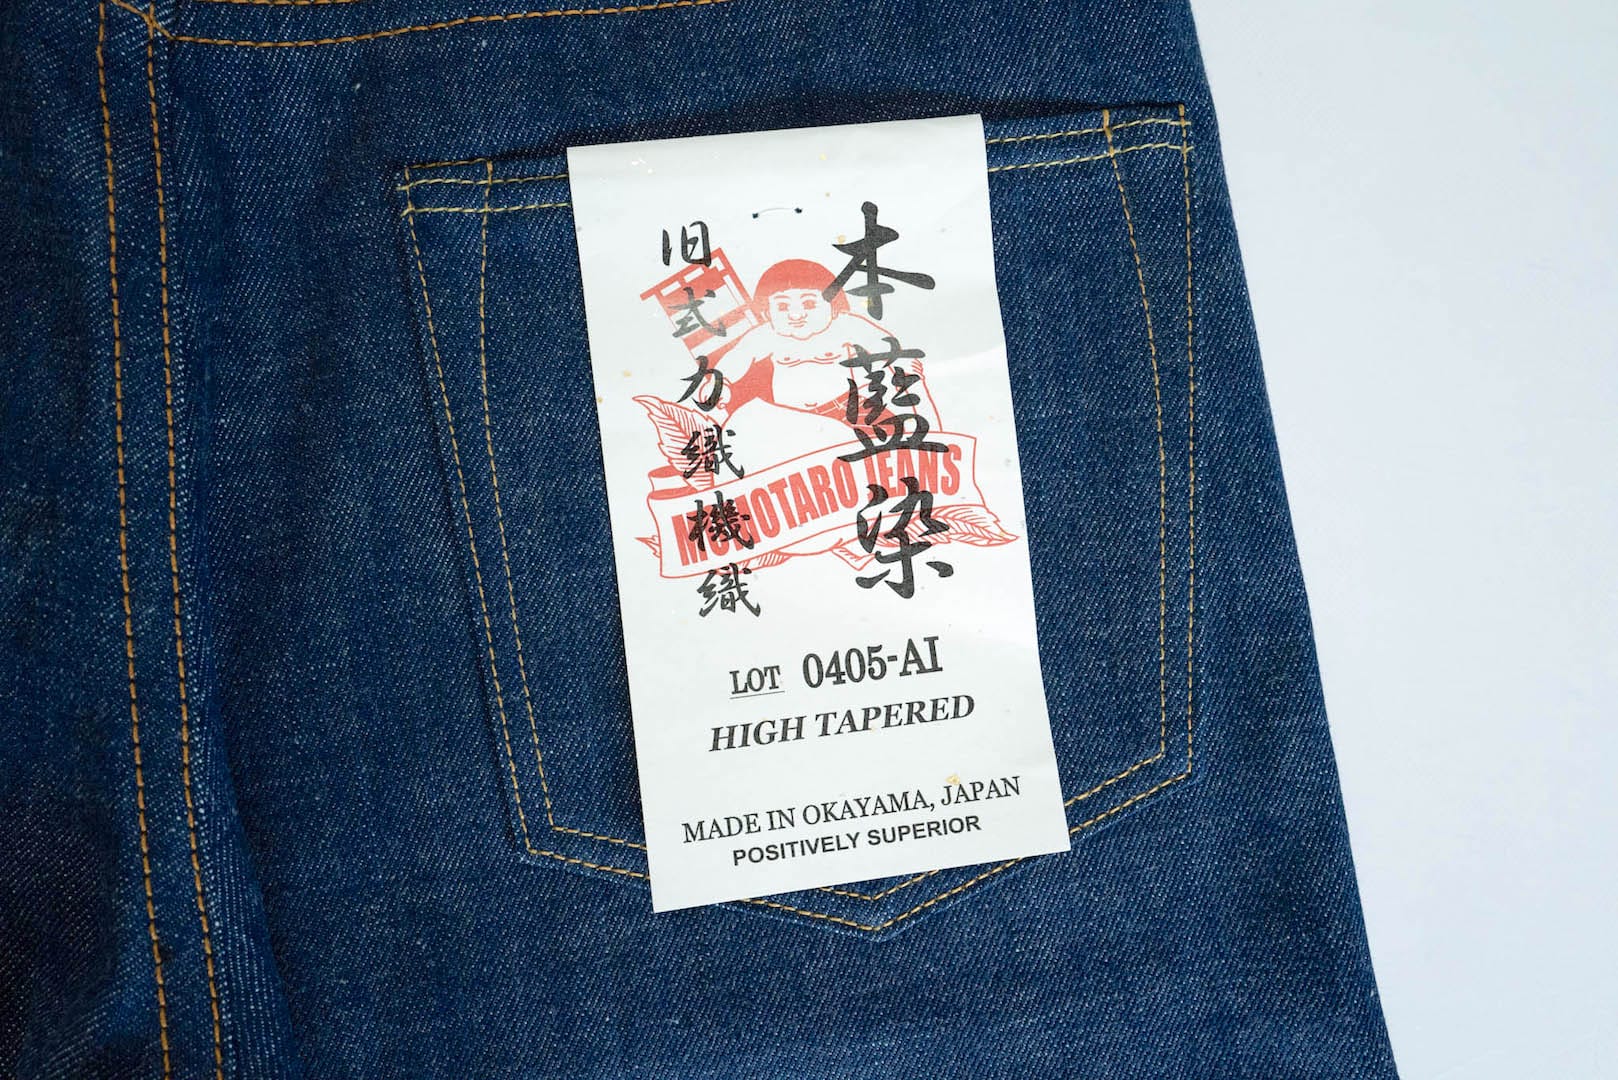 本藍染
旧式力織機織
MOMOTARO JEANS
LOT 0405-AI
HIGH TAPERED
MADE IN OKAYAMA, JAPAN
POSITIVELY SUPERIOR